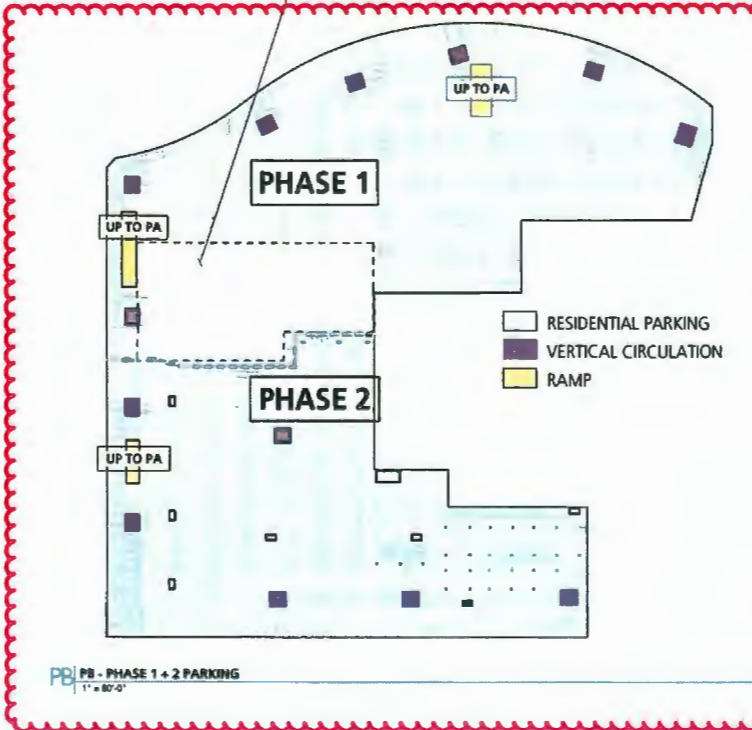 UP TO PA
PHASE 1
UP TO PA
RESIDENTIAL PARKING
VERTICAL CIRCULATION
RAMP
PHASE 2
UP TO PA
PB PB - PHASE 1 + 2 PARKING
1" = 80'-0"